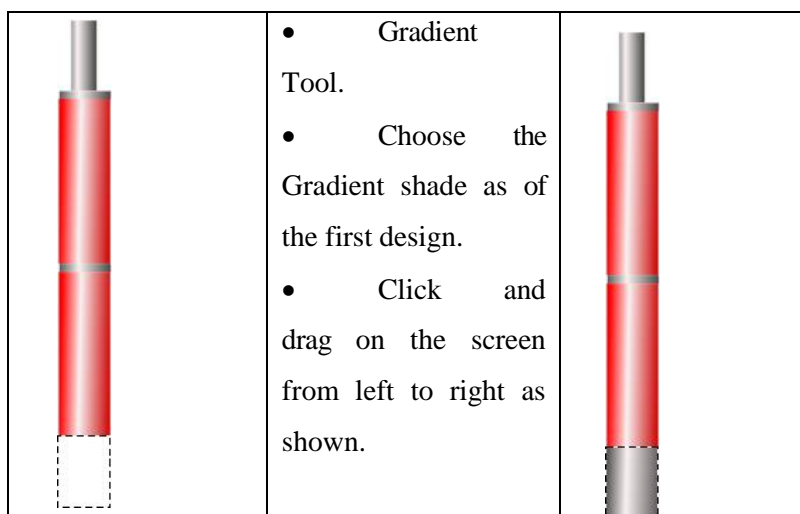 • Gradient
Tool.
• Choose the
Gradient shade as of
the first design.
• Click and
drag on the screen
from left to right as
shown.